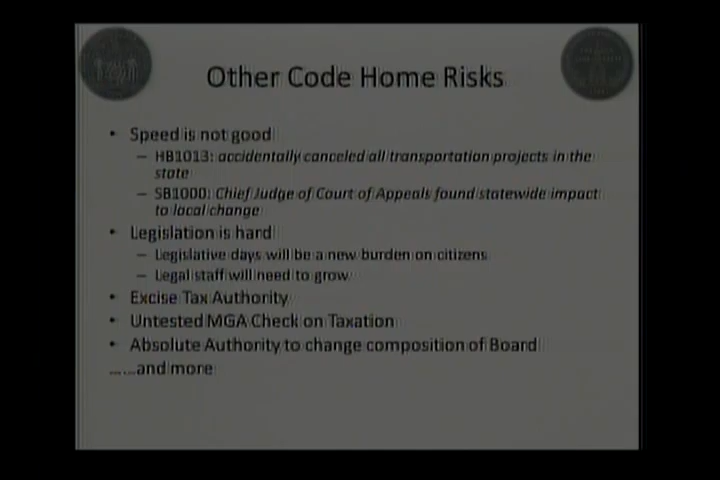 Other Code Home Risks
• Speed is not good
– HB1013: accidentally canceled all transportation projects in the
state
– SB1000: Chief Judge of Court of Appeals found statewide impact
to local change
• Legislation is hard
– Legislative days will be a new burden on citizens
– Legal staff will need to grow
• Excise Tax Authority
• Untested MGA Check on Taxation
• Absolute Authority to change composition of Board
……and more